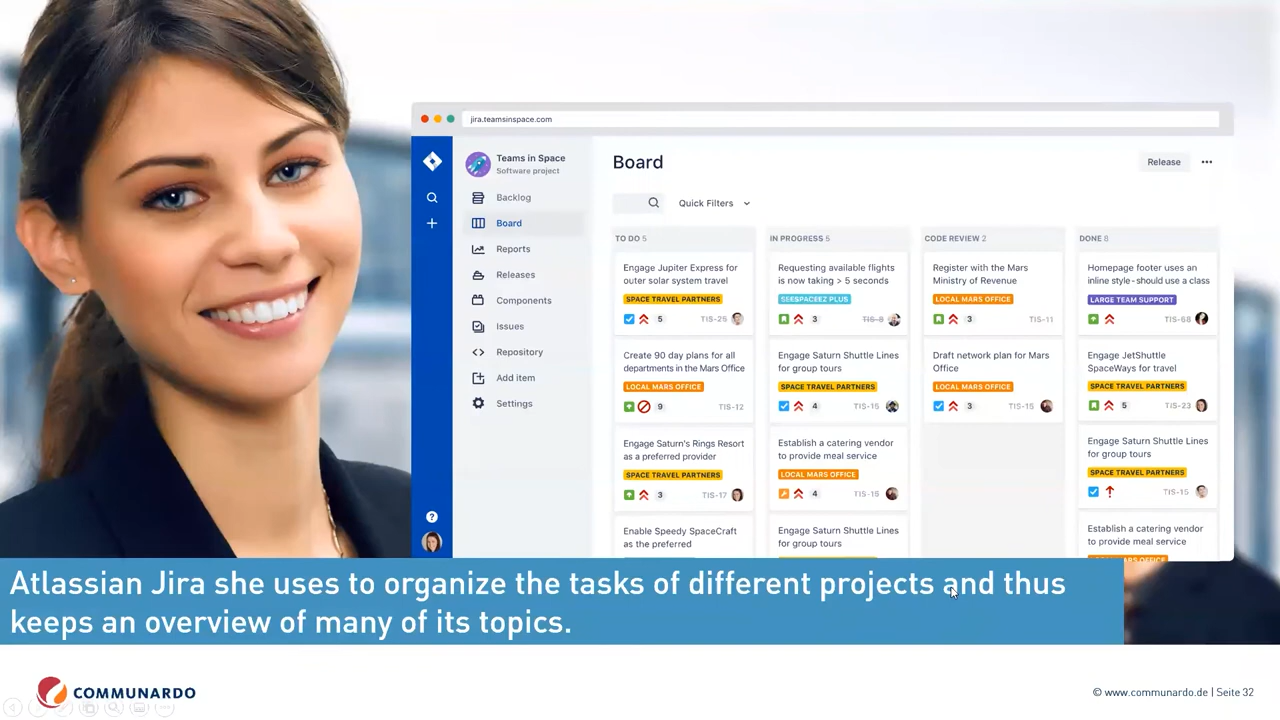 jira.teamsinspace.com
Teams in Space
Software project
Backlog
Board
Reports
Releases
Components
Issues
Repository
Add item
Settings
?
Board
Release
Quick Filters
TO DO 5
Engage Jupiter Express for
outer solar system travel
SPACE TRAVEL PARTNERS
5 TIS-25
Create 90 day plans for all
departments in the Mars Office
LOCAL MARS OFFICE
9 TIS-12
Engage Saturn's Rings Resort
as a preferred provider
SPACE TRAVEL PARTNERS
3 TIS-17
Enable Speedy SpaceCraft
as the preferred
IN PROGRESS 5
Requesting available flights
is now taking > 5 seconds
SEESPACEEZ PLUS
3 TIS-8
Engage Saturn Shuttle Lines
for group tours
SPACE TRAVEL PARTNERS
4 TIS-15
Establish a catering vendor
to provide meal service
LOCAL MARS OFFICE
4 TIS-15
Engage Saturn Shuttle Lines
for group tours
CODE REVIEW 2
Register with the Mars
Ministry of Revenue
LOCAL MARS OFFICE
3 TIS-11
Draft network plan for Mars
Office
LOCAL MARS OFFICE
3 TIS-15
DONE 8
Homepage footer uses an
inline style-should use a class
LARGE TEAM SUPPORT
TIS-68
Engage JetShuttle
SpaceWays for travel
SPACE TRAVEL PARTNERS
5 TIS-23
Engage Saturn Shuttle Lines
for group tours
SPACE TRAVEL PARTNERS
TIS-15
Establish a catering vendor
to provide meal service
LOCAL MARS OFFICE
Atlassian Jira she uses to organize the tasks of different projects and thus
keeps an overview of many of its topics.
COMMUNARDO
© www.communardo.de | Seite 32